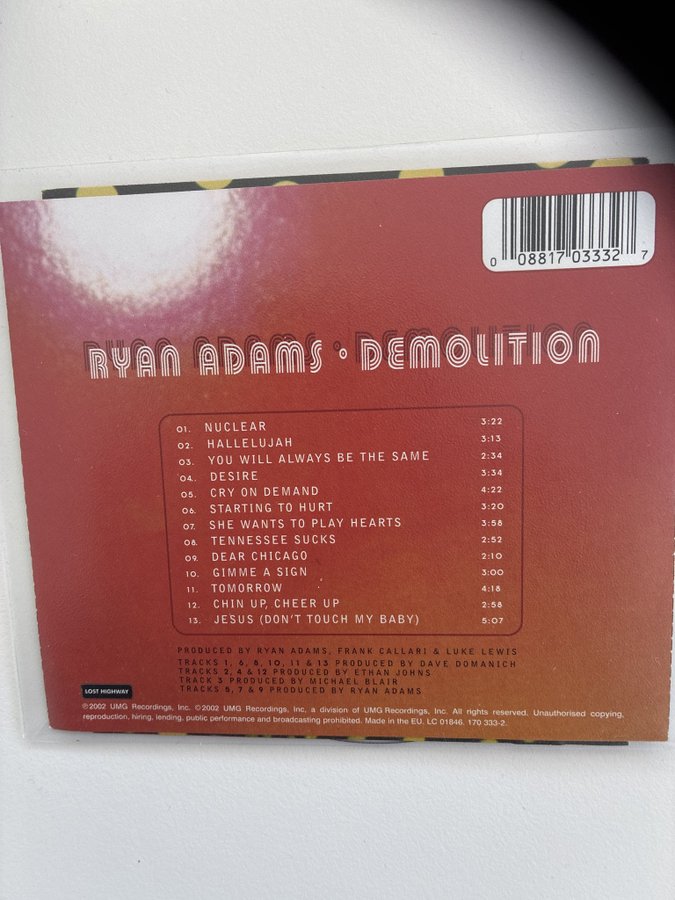 0 08817 03332 7
RYAN ADAMS • DEMOLITION
01. NUCLEAR 3:22
02. HALLELUJAH 3:13
03. YOU WILL ALWAYS BE THE SAME 2:34
04. DESIRE 3:34
05. CRY ON DEMAND 4:22
06. STARTING TO HURT 3:20
07. SHE WANTS TO PLAY HEARTS 3:58
08. TENNESSEE SUCKS 2:52
09. DEAR CHICAGO 2:10
10. GIMME A SIGN 3:00
11. TOMORROW 4:18
12. CHIN UP, CHEER UP 2:58
13. JESUS (DON'T TOUCH MY BABY) 5:07
PRODUCED BY RYAN ADAMS, FRANK CALLARI & LUKE LEWIS
TRACKS 1, 6, 8, 10, 11 & 13 PRODUCED BY DAVE DOMANICH
TRACKS 2, 4 & 12 PRODUCED BY ETHAN JOHNS
TRACK 3 PRODUCED BY MICHAEL BLAIR
TRACKS 5, 7 & 9 PRODUCED BY RYAN ADAMS
LOST HIGHWAY
℗2002 UMG Recordings, Inc. ©2002 UMG Recordings, Inc, a division of UMG Recordings, Inc. All rights reserved. Unauthorised copying,
reproduction, hiring, lending, public performance and broadcasting prohibited. Made in the EU. LC 01846. 170 333-2.